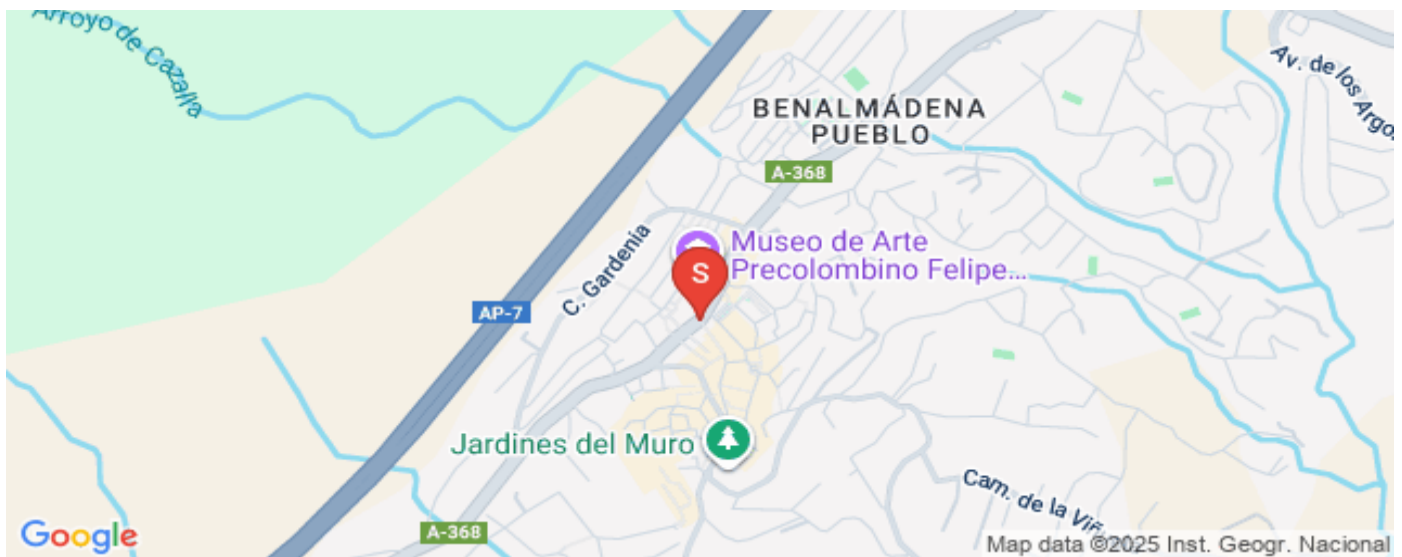 Arroyo de Cazalla
Av. de los Argo
BENALMÁDENA
PUEBLO
A-368
C. Gardenia
Museo de Arte
Precolombino Felipe...
S
AP-7
Jardines del Muro
Cam. de la Viñ
A-368
Google
Map data ©2025 Inst. Geogr. Nacional